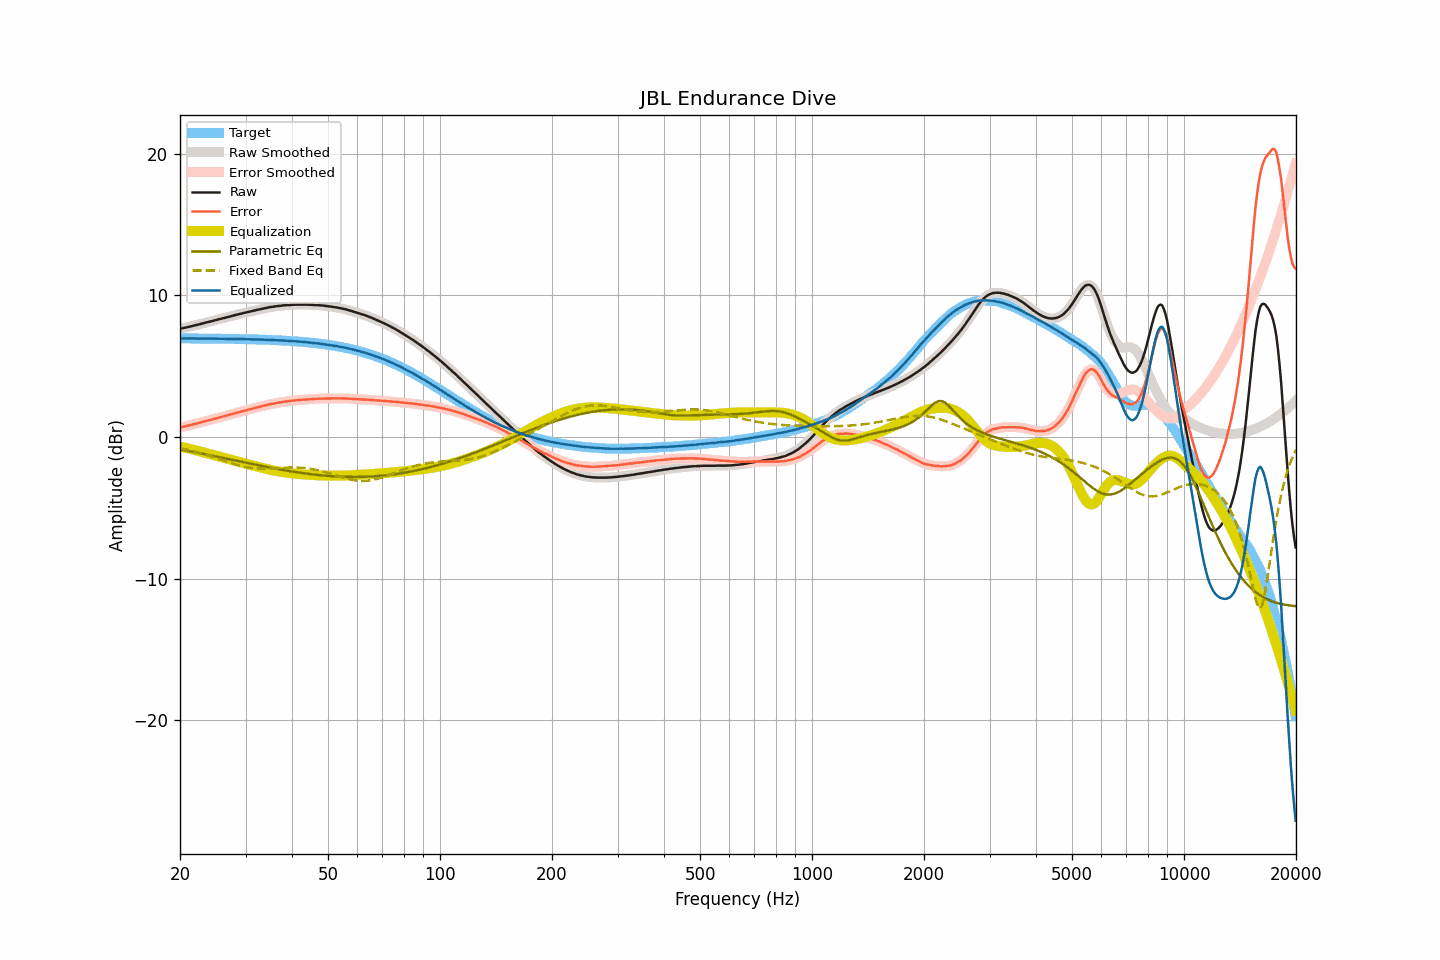 JBL Endurance Dive
Target
Raw Smoothed
Error Smoothed
Raw
Error
Equalization
Parametric Eq
Fixed Band Eq
Equalized
20
10
0
−10
−20
Amplitude (dBr)
20
50
100
200
500
1000
2000
5000
10000
20000
Frequency (Hz)